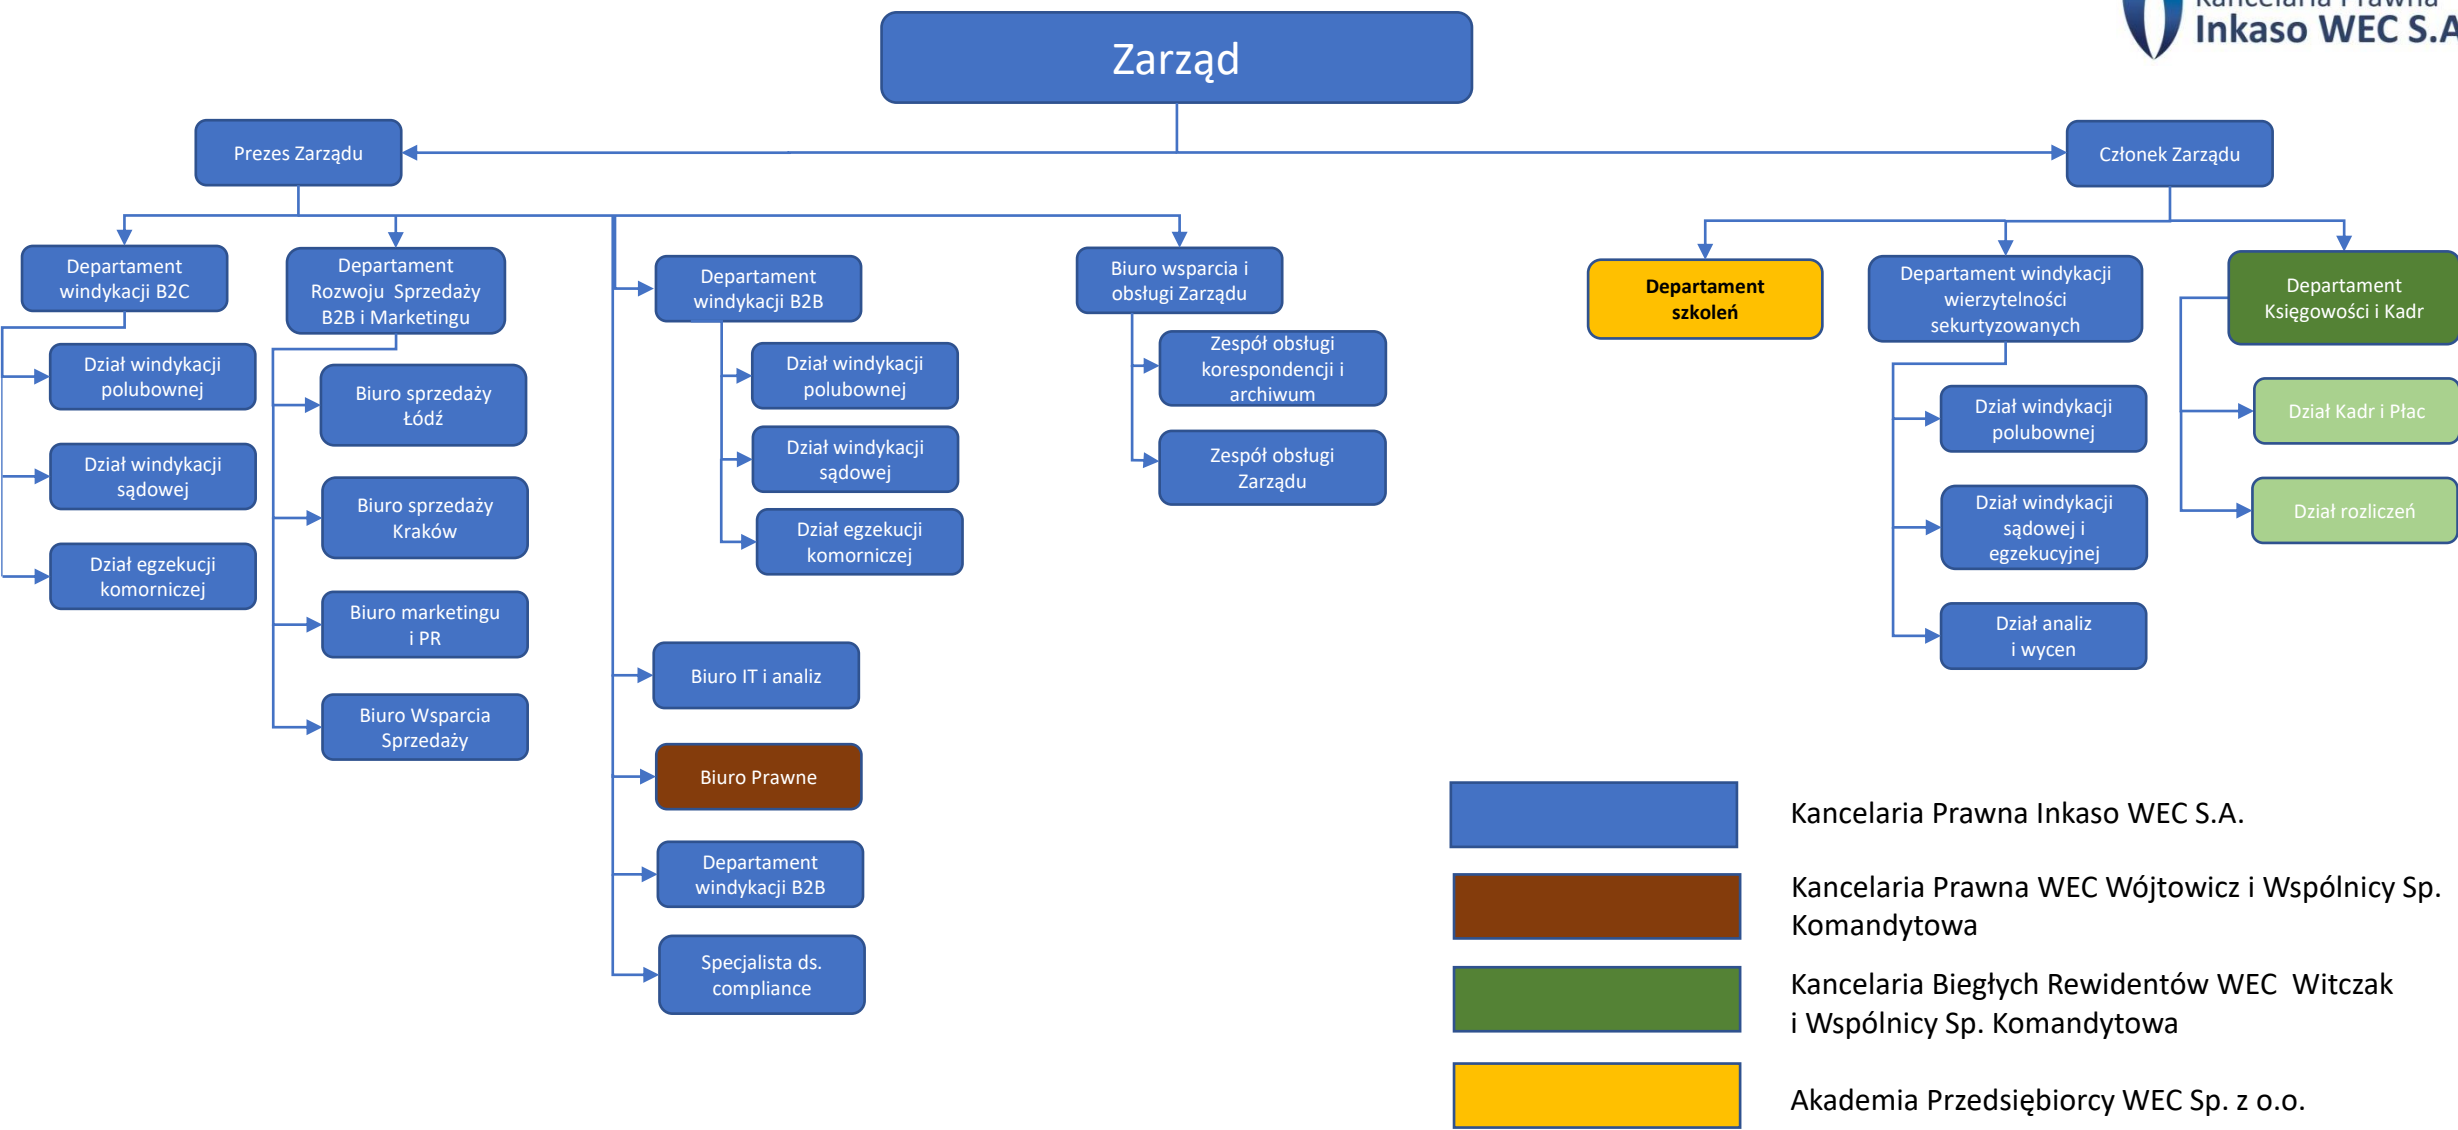 Kancelaria Prawna
Inkaso WEC S.A
Zarząd
Prezes Zarządu
Członek Zarządu
Departament
windykacji B2C
Dział windykacji
polubownej
Dział windykacji
sądowej
Dział egzekucji
komorniczej
Departament
Rozwoju Sprzedaży
B2B i Marketingu
Biuro sprzedaży
Łódź
Biuro sprzedaży
Kraków
Biuro marketingu
i PR
Biuro Wsparcia
Sprzedaży
Departament
windykacji B2B
Dział windykacji
polubownej
Dział windykacji
sądowej
Dział egzekucji
komorniczej
Biuro IT i analiz
Biuro Prawne
Departament
windykacji B2B
Specjalista ds.
compliance
Biuro wsparcia i
obsługi Zarządu
Zespół obsługi
korespondencji i
archiwum
Zespół obsługi
Zarządu
Departament
szkoleń
Departament windykacji
wierzytelności
sekurtyzowanych
Dział windykacji
polubownej
Dział windykacji
sądowej i
egzekucyjnej
Dział analiz
i wycen
Departament
Księgowości i Kadr
Dział Kadr i Płac
Dział rozliczeń
Kancelaria Prawna Inkaso WEC S.A.
Kancelaria Prawna WEC Wójtowicz i Wspólnicy Sp.
Komandytowa
Kancelaria Biegłych Rewidentów WEC Witczak
i Wspólnicy Sp. Komandytowa
Akademia Przedsiębiorcy WEC Sp. z o.o.